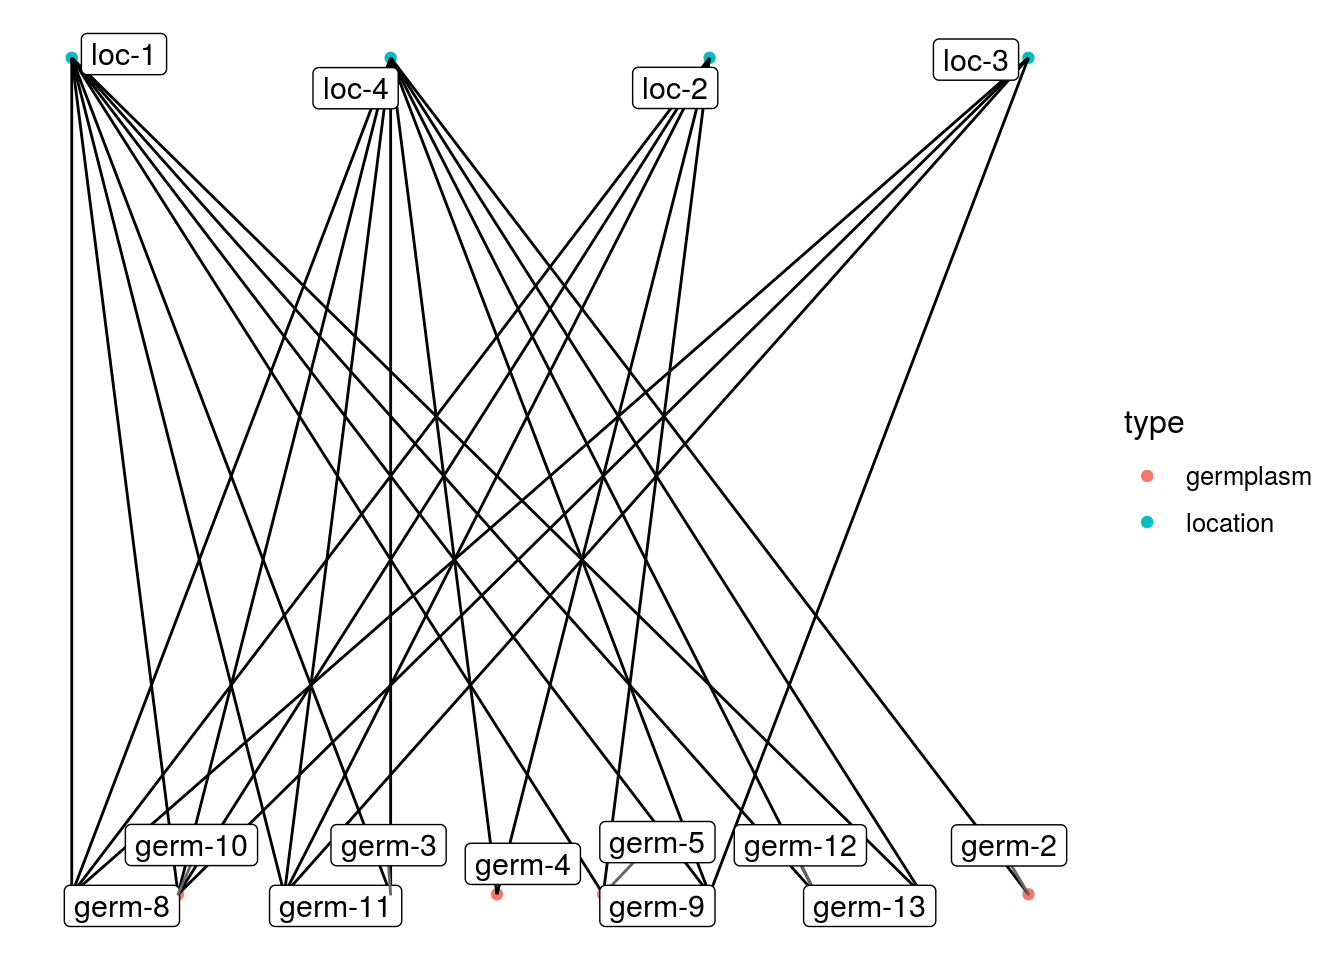 loc-1
loc-4
loc-2
loc-3
type
germplasm
location
germ-10
germ-3
germ-4
germ-5
germ-12
germ-2
germ-8
germ-11
germ-9
germ-13